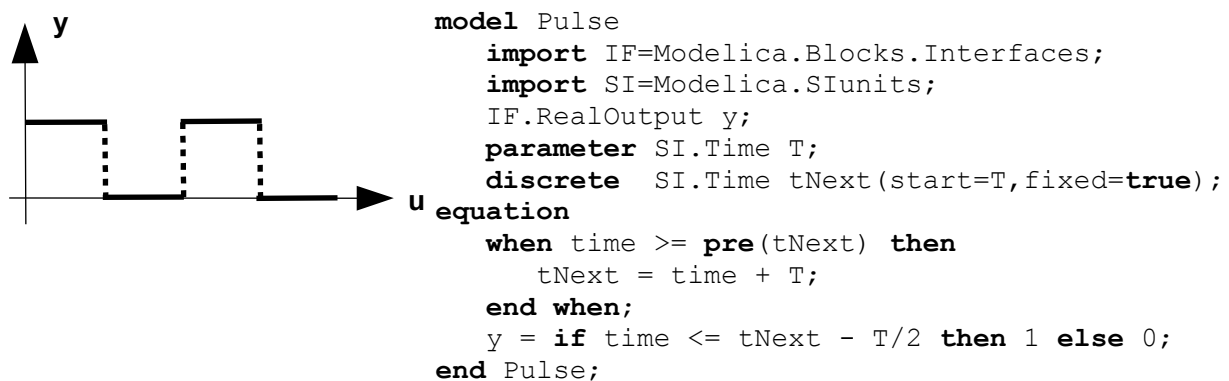 y
u
model Pulse
import IF=Modelica.Blocks.Interfaces;
import SI=Modelica.SIunits;
IF.RealOutput y;
parameter SI.Time T;
discrete  SI.Time tNext(start=T,fixed=true);
equation
when time >= pre(tNext) then
tNext = time + T;
end when;
y = if time <= tNext - T/2 then 1 else 0;
end Pulse;